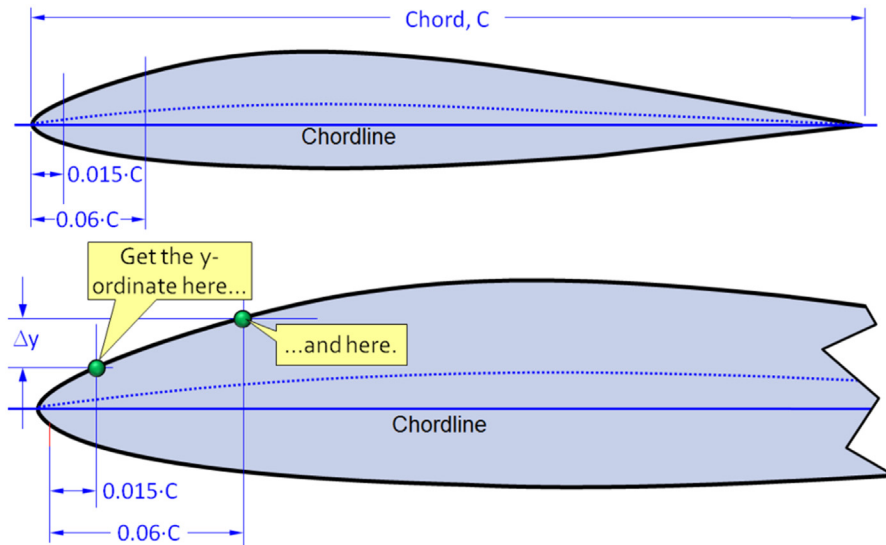 Chord, C
Chordline
0.015·C
0.06·C
Get the y-
ordinate here...
...and here.
Δy
Chordline
0.015·C
0.06·C